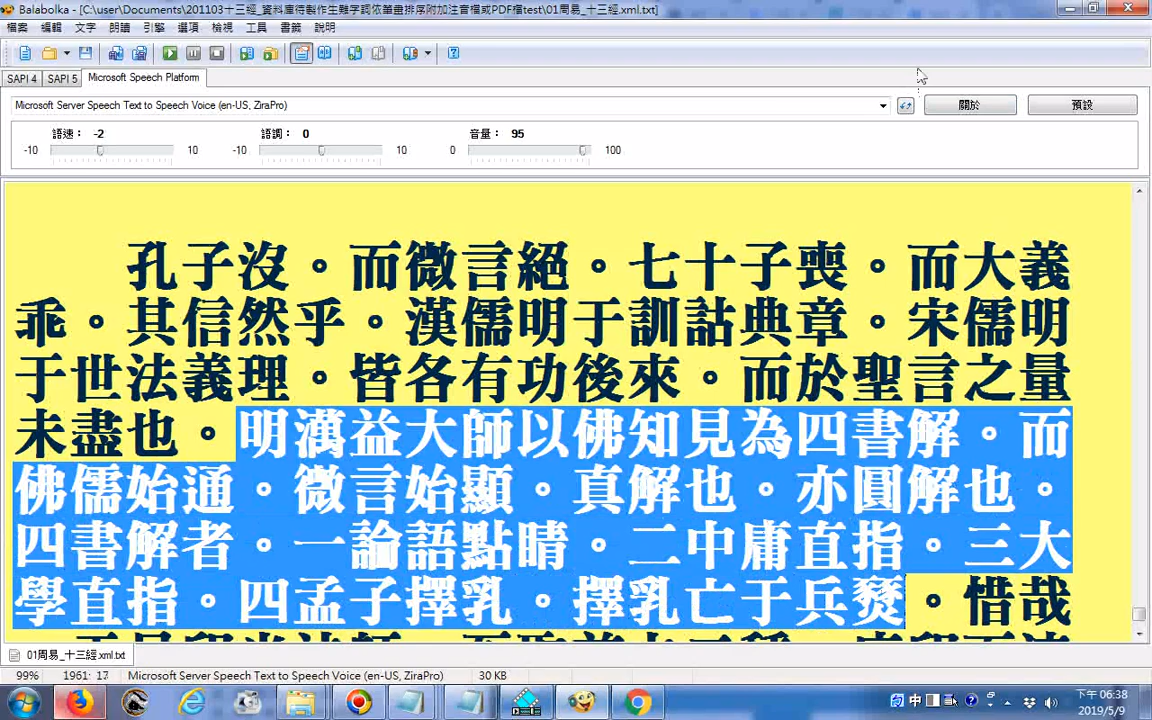 Balabolka - [C:\user\Documents\201103十三經_資料庫待製作生難字詞依筆畫排序附加注音檔或PDF檔test\01周易_十三經.xml.txt]
檔案 編輯 文字 朗讀 引擎 選項 檢視 工具 書籤 說明
SAPI 4 SAPI 5 Microsoft Speech Platform
Microsoft Server Speech Text to Speech Voice (en-US, ZiraPro) 關於 預設
語速： -2 語調： 0 音量： 95
-10 10 -10 10 0 100
孔子沒。而微言絕。七十子喪。而大義
乖。其信然乎。漢儒明于訓詁典章。宋儒明
于世法義理。皆各有功後來。而於聖言之量
未盡也。明澫益大師以佛知見為四書解。而
佛儒始通。微言始顯。真解也。亦圓解也。
四書解者。一論語點睛。二中庸直指。三大
學直指。四孟子擇乳。擇乳亡于兵燹。惜哉
01周易_十三經.xml.txt
99% 1961: 17 Microsoft Server Speech Text to Speech Voice (en-US, ZiraPro) 30 KB
中 下午 06:38
2019/5/9